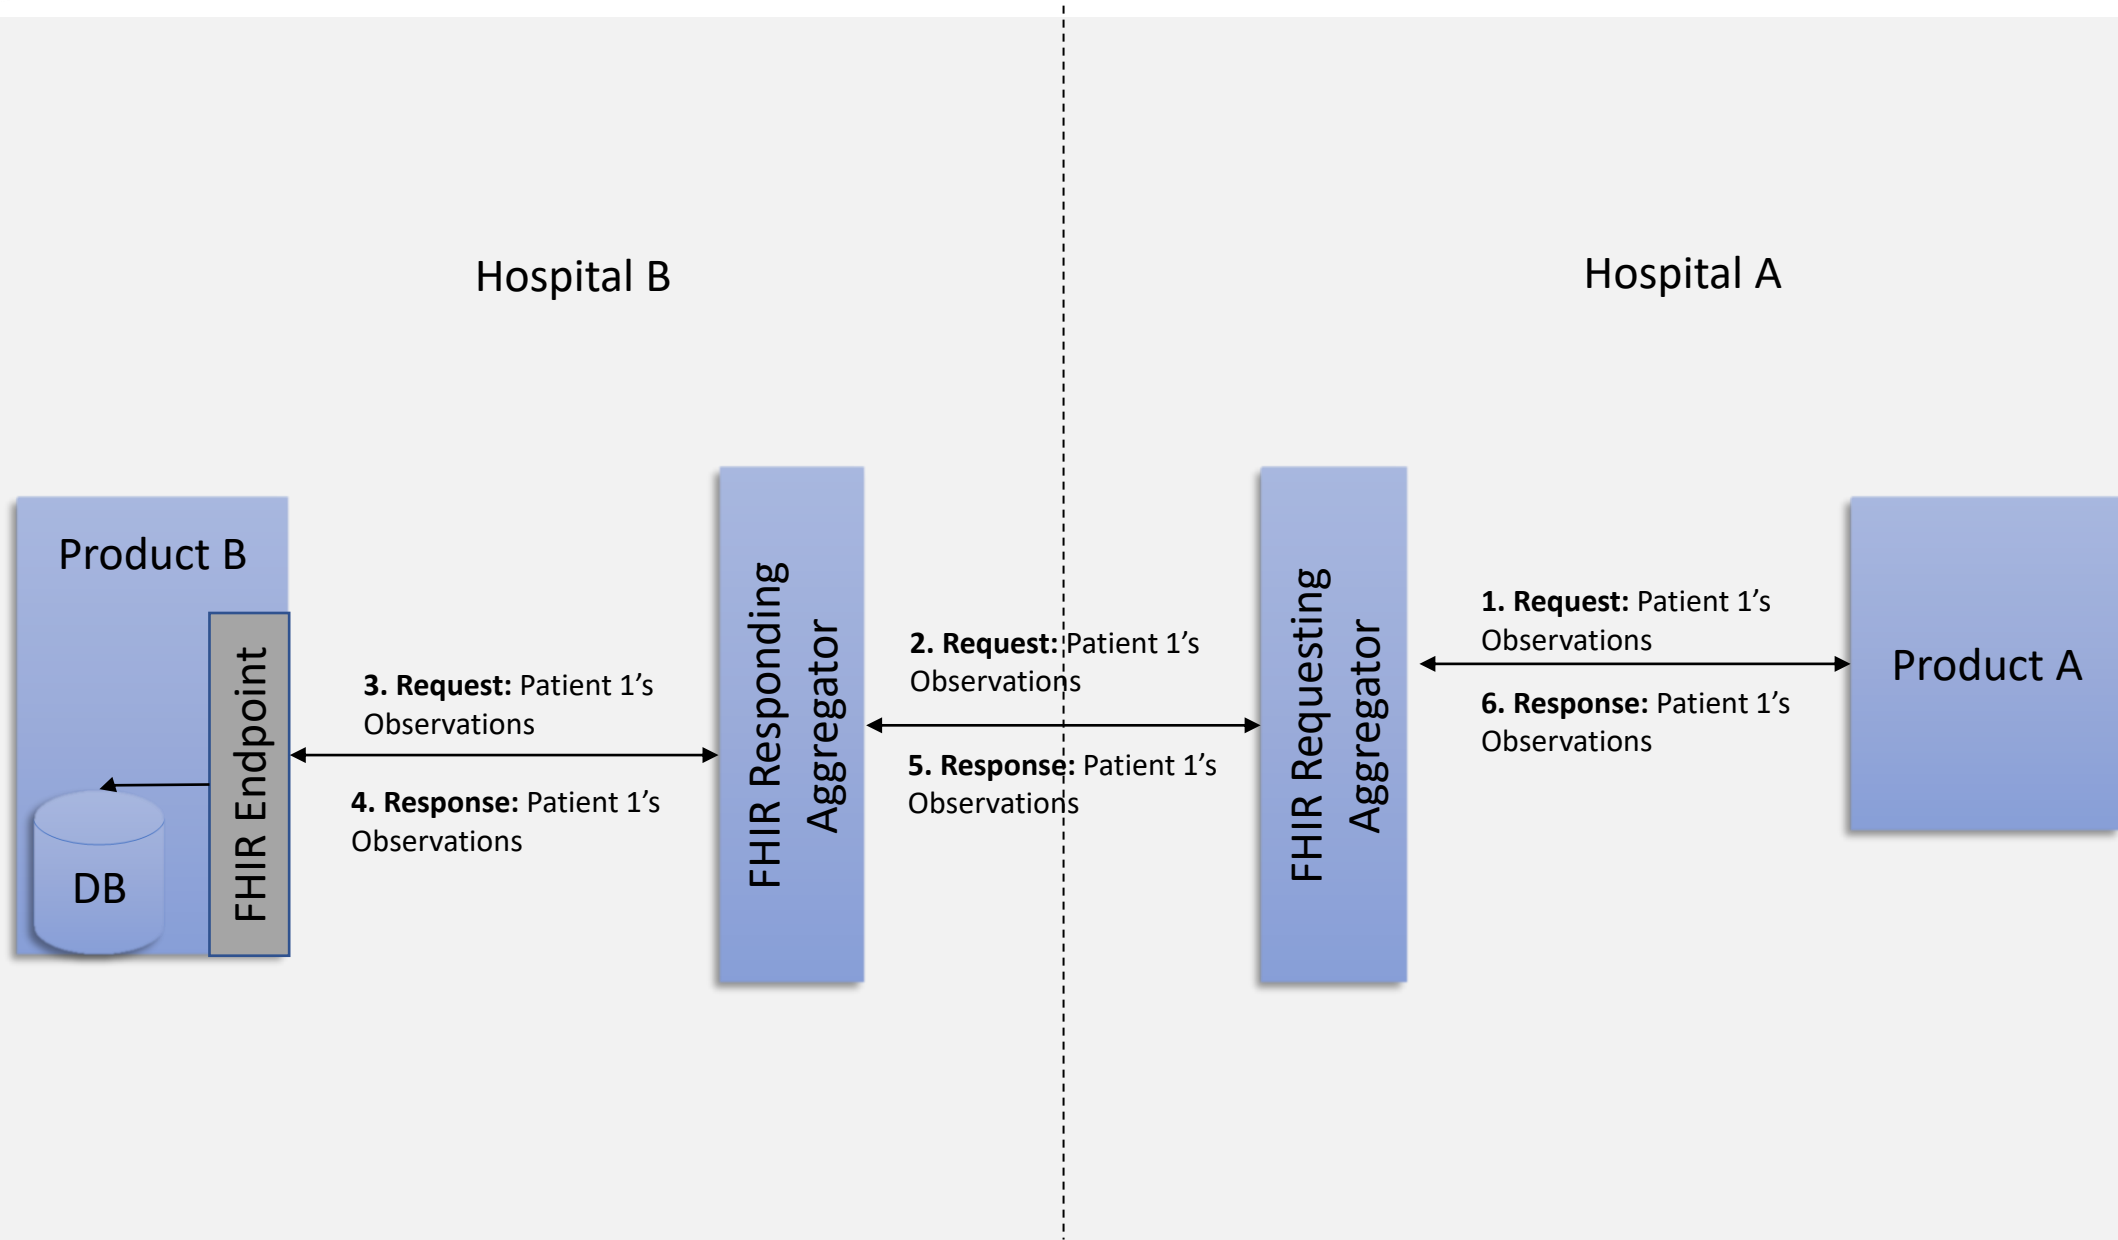 Hospital B
Hospital A
Product B
FHIR Endpoint
DB
3. Request: Patient 1’s
Observations
4. Response: Patient 1’s
Observations
FHIR Responding
Aggregator
2. Request: Patient 1’s
Observations
5. Response: Patient 1’s
Observations
FHIR Requesting
Aggregator
1. Request: Patient 1’s
Observations
6. Response: Patient 1’s
Observations
Product A